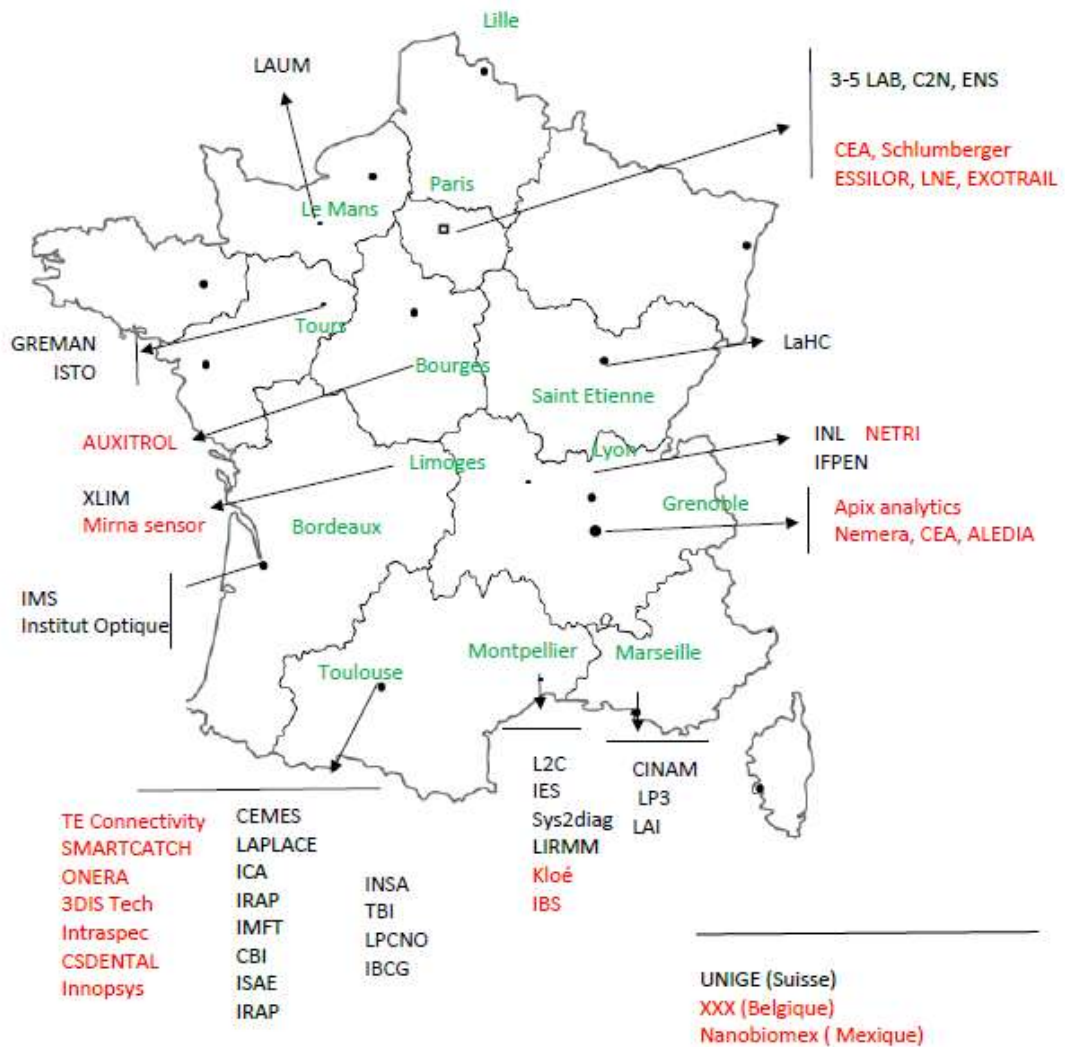 Lille
LAUM
3-5 LAB, C2N, ENS
CEA, Schlumberger
ESSILOR, LNE, EXOTRAIL
Paris
Le Mans
GREMAN
ISTO
Tours
Bourges
LaHC
Saint Etienne
AUXITROL
Limoges
Lyon
INL NETRI
IFPEN
XLIM
Mirna sensor
Bordeaux
Grenoble
Apix analytics
Nemera, CEA, ALEDIA
IMS
Institut Optique
Toulouse
Montpellier
Marseille
TE Connectivity
SMARTCATCH
ONERA
3DIS Tech
Intraspec
CSDENTAL
Innopsys
CEMES
LAPLACE
ICA
IRAP
IMFT
CBI
ISAE
IRAP
INSA
TBI
LPCNO
IBCG
L2C
IES
Sys2diag
LIRMM
Kloé
IBS
CINAM
LP3
LAI
UNIGE (Suisse)
XXX (Belgique)
Nanobiomex ( Mexique)